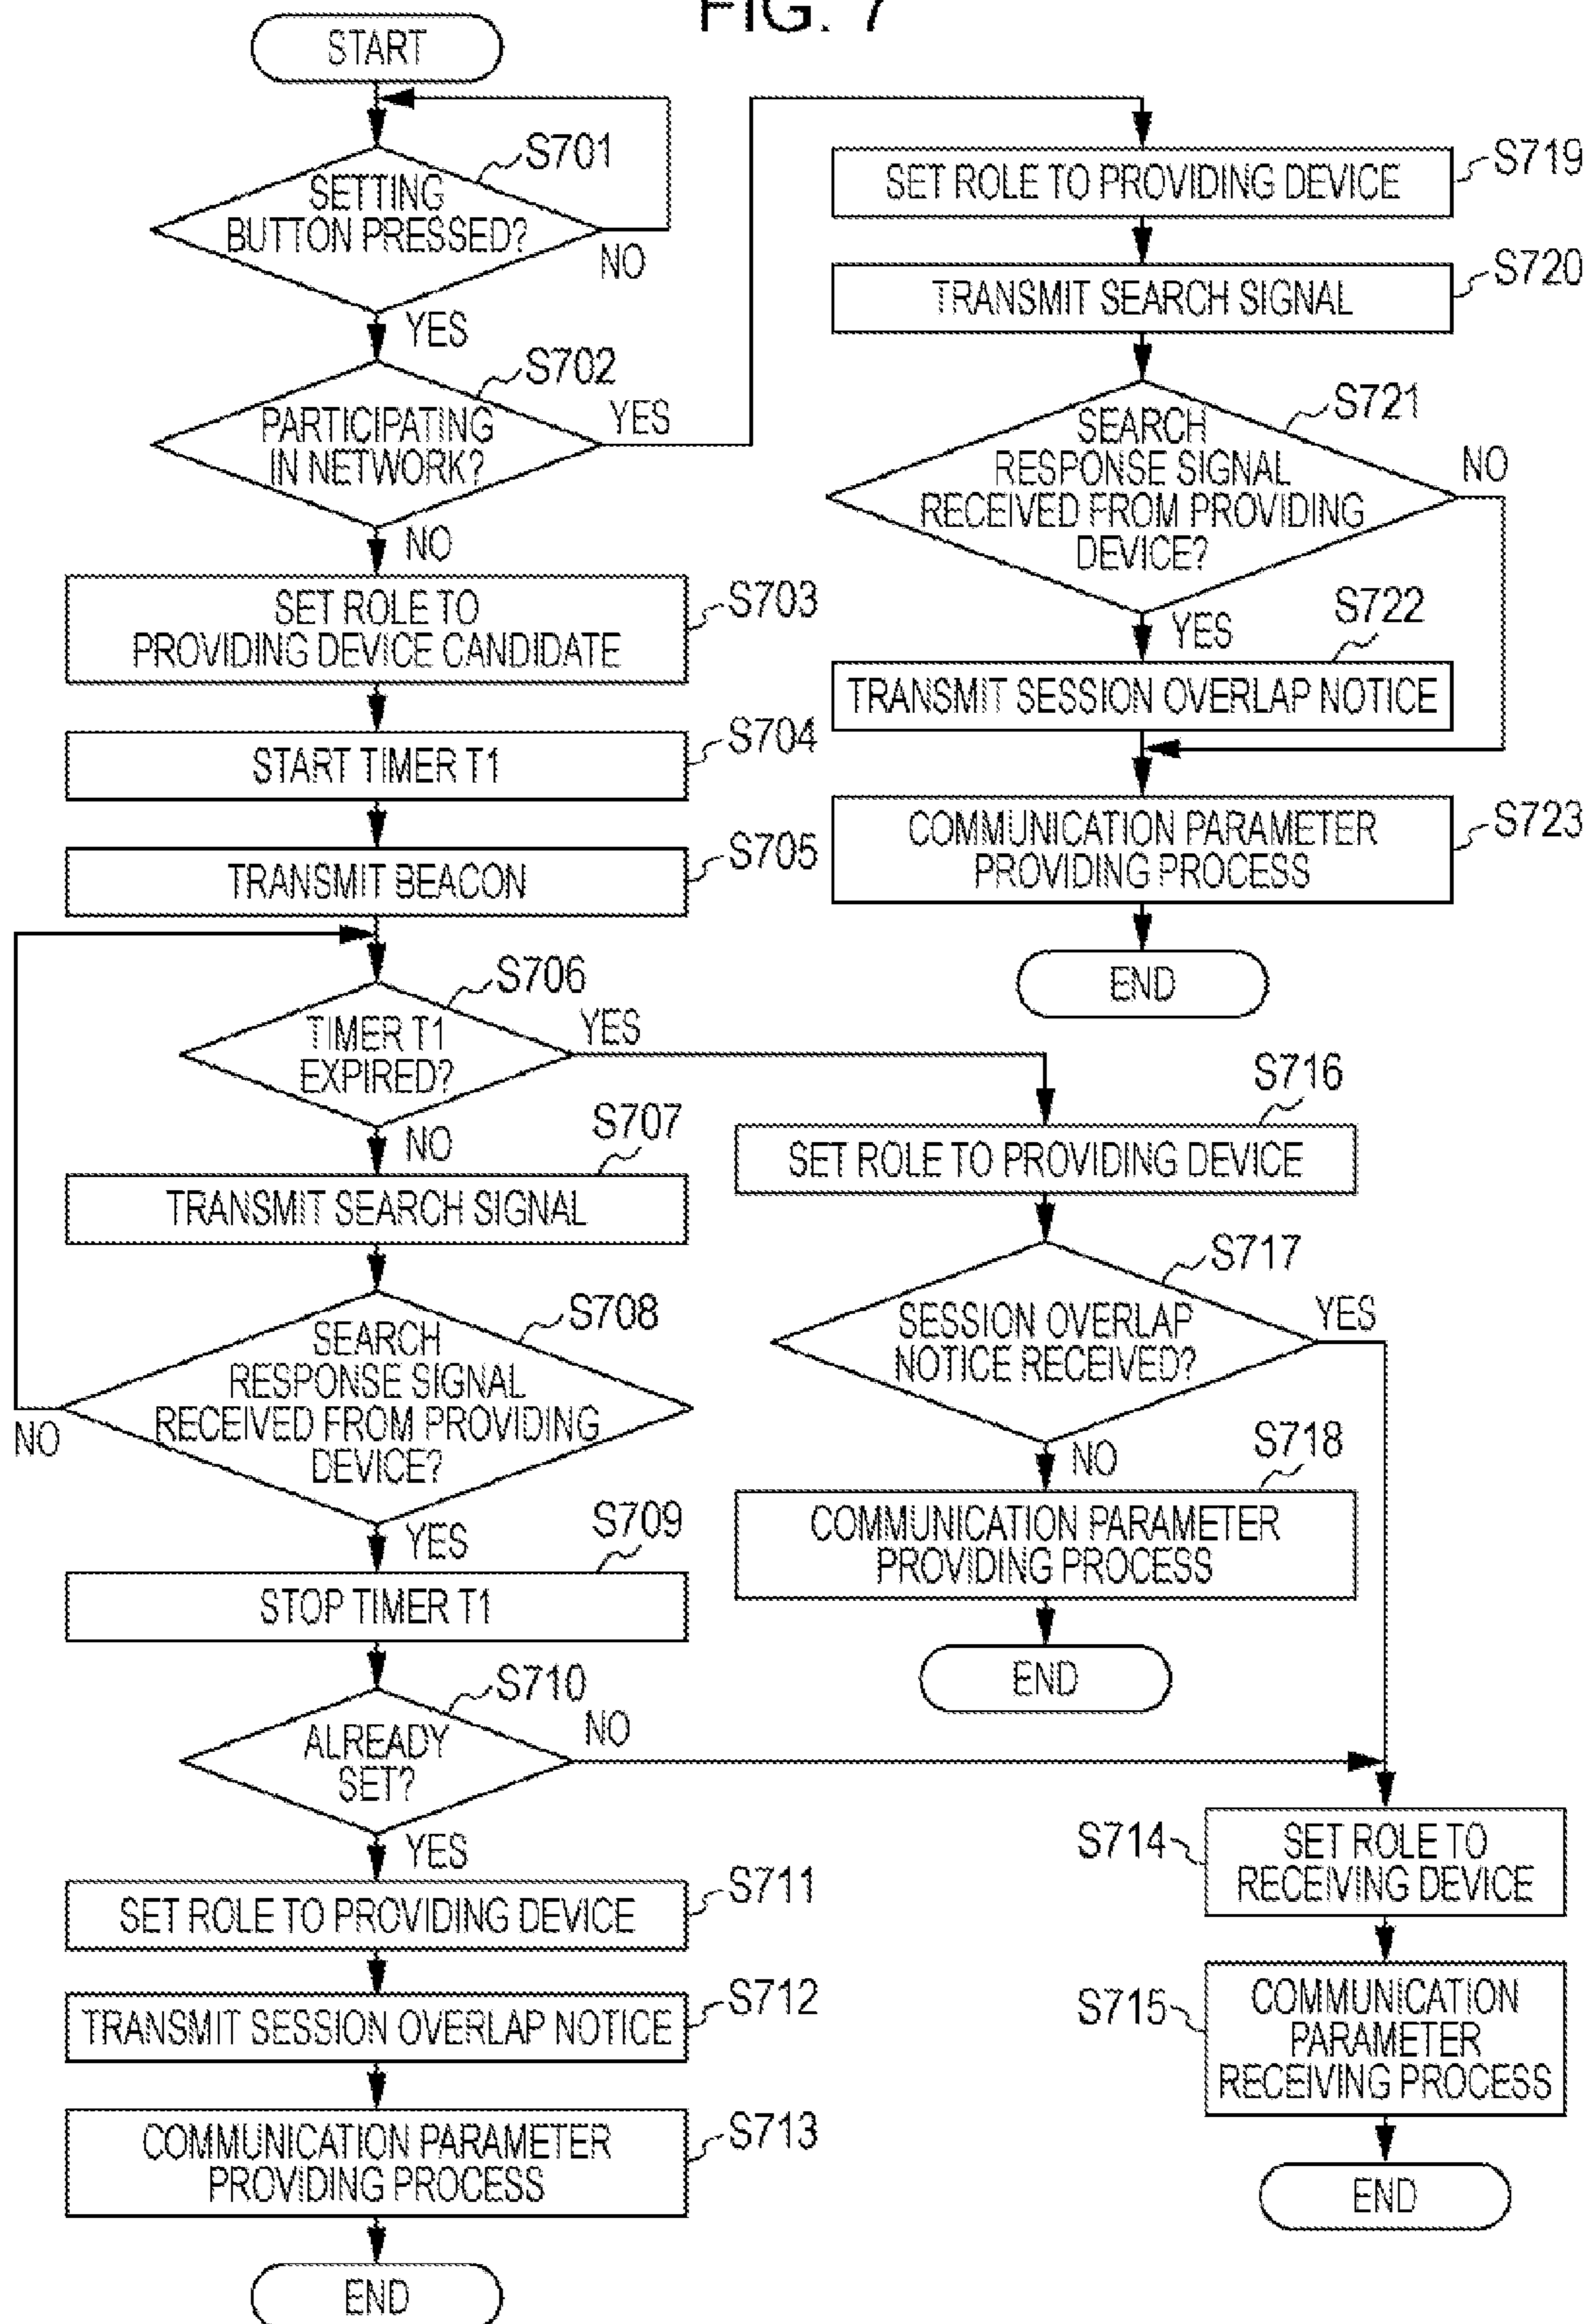 FIG. 7
START
S701
SETTING
BUTTON PRESSED?
NO
YES
S702
PARTICIPATING
IN NETWORK?
YES
NO
S703
SET ROLE TO
PROVIDING DEVICE CANDIDATE
S704
START TIMER T1
S705
TRANSMIT BEACON
S706
TIMER T1
EXPIRED?
YES
NO
S707
TRANSMIT SEARCH SIGNAL
S708
SEARCH
RESPONSE SIGNAL
RECEIVED FROM PROVIDING
DEVICE?
NO
YES
S709
STOP TIMER T1
S710
ALREADY
SET?
NO
YES
S711
SET ROLE TO PROVIDING DEVICE
S712
TRANSMIT SESSION OVERLAP NOTICE
S713
COMMUNICATION PARAMETER
PROVIDING PROCESS
END
S719
SET ROLE TO PROVIDING DEVICE
S720
TRANSMIT SEARCH SIGNAL
S721
SEARCH
RESPONSE SIGNAL
RECEIVED FROM PROVIDING
DEVICE?
NO
YES
S722
TRANSMIT SESSION OVERLAP NOTICE
S723
COMMUNICATION PARAMETER
PROVIDING PROCESS
END
S716
SET ROLE TO PROVIDING DEVICE
S717
SESSION OVERLAP
NOTICE RECEIVED?
YES
NO
S718
COMMUNICATION PARAMETER
PROVIDING PROCESS
END
S714
SET ROLE TO
RECEIVING DEVICE
S715
COMMUNICATION
PARAMETER
RECEIVING PROCESS
END